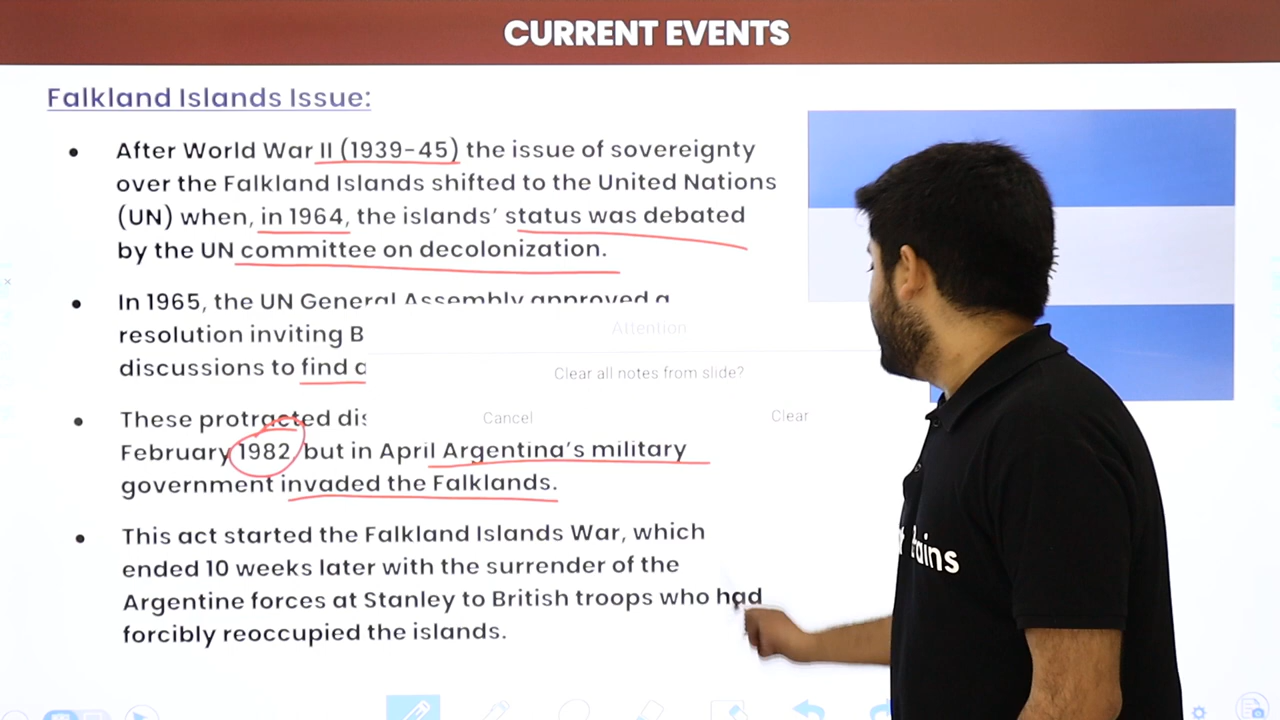 CURRENT EVENTS
Falkland Islands Issue:
After World War II (1939-45) the issue of sovereignty
over the Falkland Islands shifted to the United Nations
(UN) when, in 1964, the islands' status was debated
by the UN committee on decolonization.
In 1965, the UN General Assembly approved a
resolution inviting B
discussions to find
Attention
Clear all notes from slide?
Cancel
Clear
These protracted
February 1982, but in April Argentina's military
government invaded the Falklands.
This act started the Falkland Islands War, which
ended 10 weeks later with the surrender of the
Argentine forces at Stanley to British troops who had
forcibly reoccupied the islands.